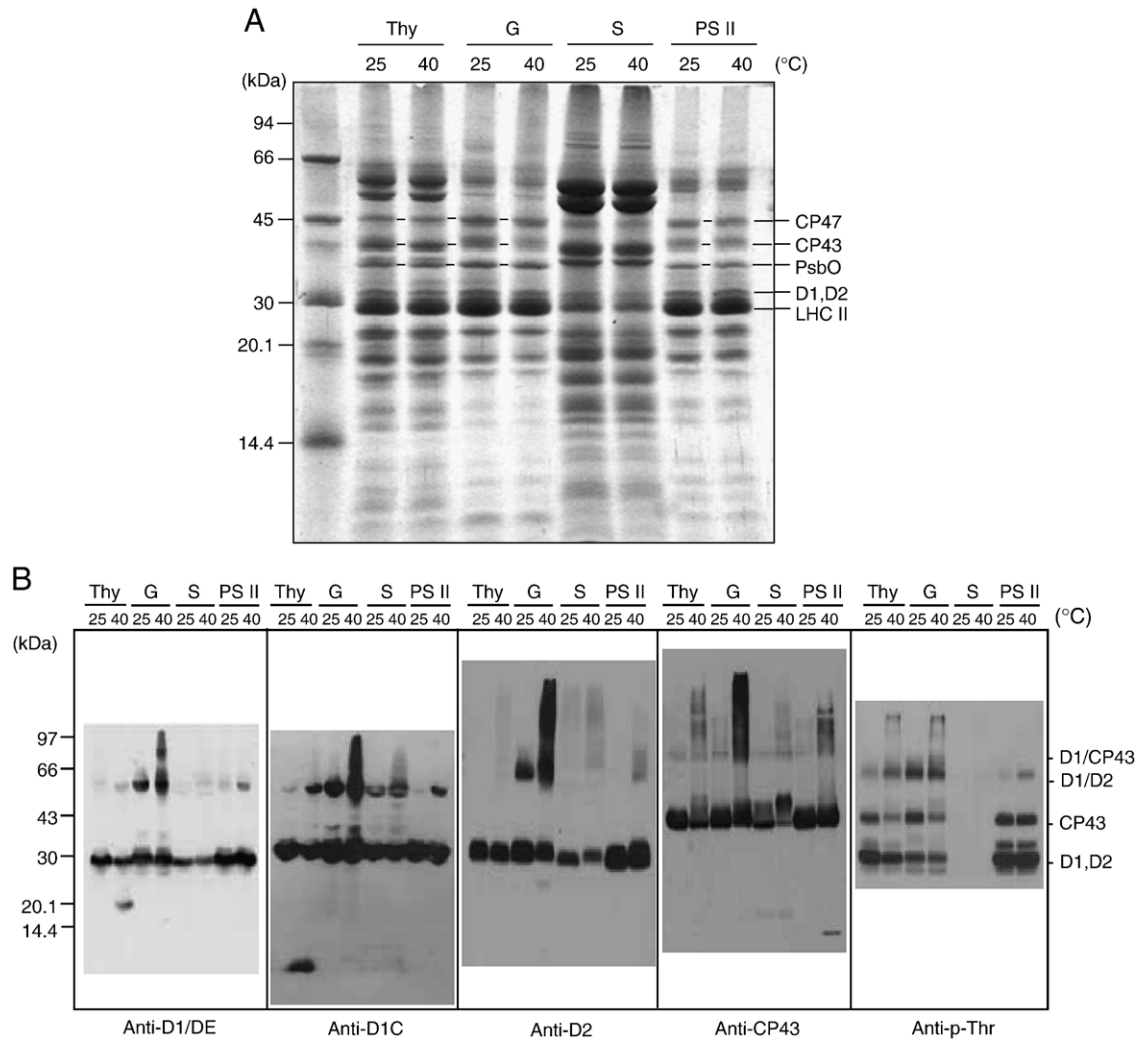 A
Thy G S PS II
25 40 25 40 25 40 25 40 (°C)
(kDa)
94
66
45
30
20.1
14.4
CP47
CP43
PsbO
D1,D2
LHC II
B
Thy G S PS II Thy G S PS II Thy G S PS II Thy G S PS II Thy G S PS II
25 40 25 40 25 40 25 40 25 40 25 40 25 40 25 40 25 40 25 40 25 40 25 40 25 40 25 40 25 40 25 40 25 40 25 40 25 40 25 40 (°C)
(kDa)
97
66
43
30
20.1
14.4
D1/CP43
D1/D2
CP43
D1,D2
Anti-D1/DE Anti-D1C Anti-D2 Anti-CP43 Anti-p-Thr